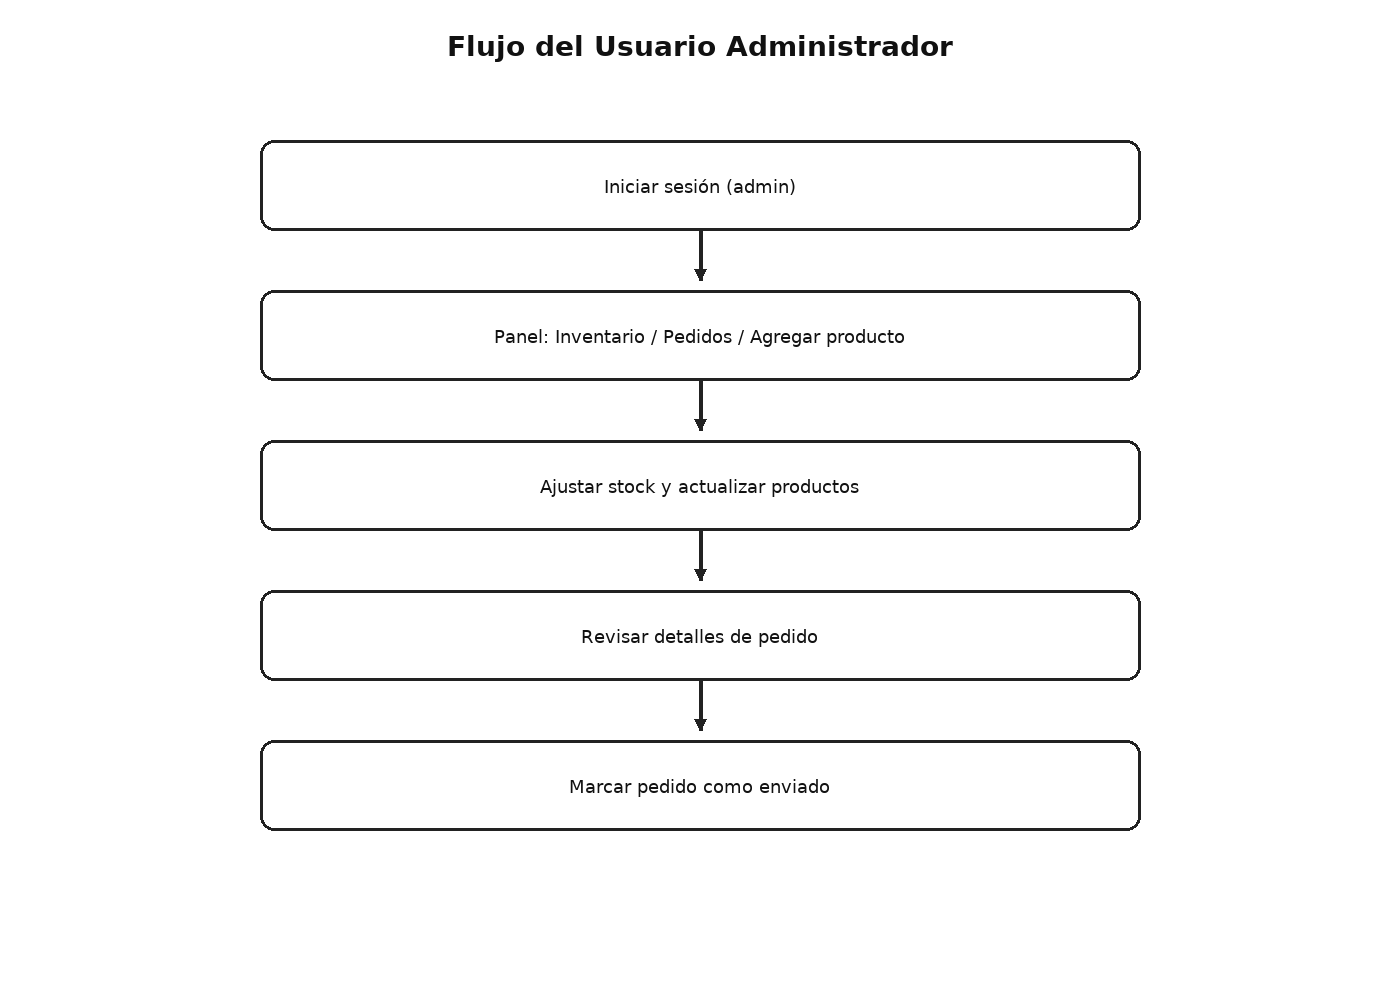 Flujo del Usuario Administrador
Iniciar sesión (admin)
Panel: Inventario / Pedidos / Agregar producto
Ajustar stock y actualizar productos
Revisar detalles de pedido
Marcar pedido como enviado